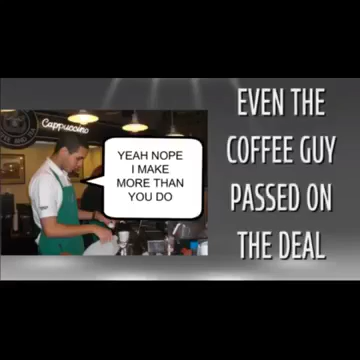 Cappuccino
YEAH NOPE
I MAKE
MORE THAN
YOU DO
EVEN THE
COFFEE GUY
PASSED ON
THE DEAL